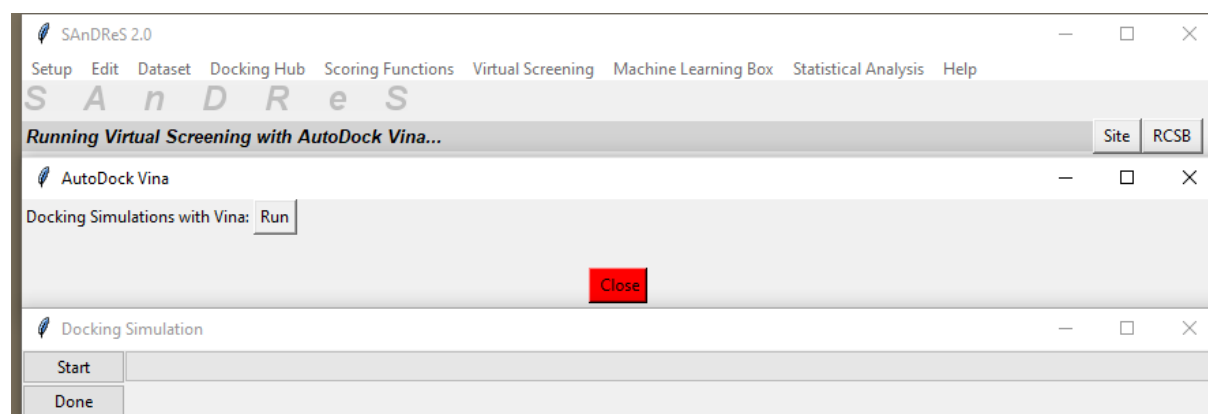 SAnDReS 2.0
Setup Edit Dataset Docking Hub Scoring Functions Virtual Screening Machine Learning Box Statistical Analysis Help
S A n D R e S
Running Virtual Screening with AutoDock Vina... Site RCSB
AutoDock Vina
Docking Simulations with Vina: Run
Close
Docking Simulation
Start
Done